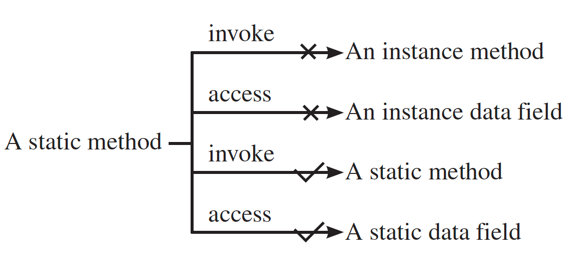 invoke
An instance method
access
An instance data field
A static method
invoke
A static method
access
A static data field